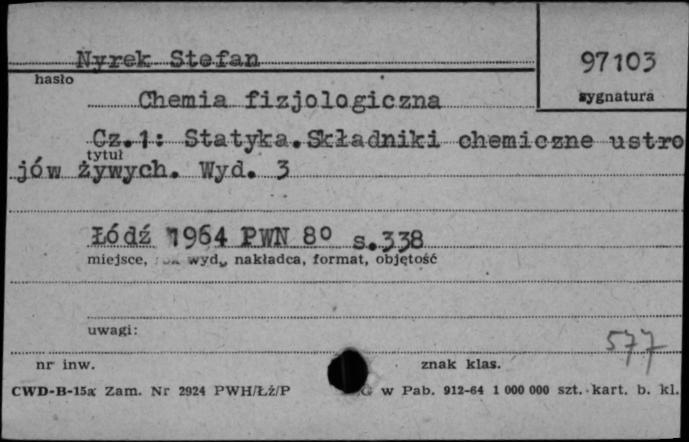 Nyrek Stefan
97103
hasło
sygnatura
Chemia fizjologiczna
Cz.1: Statyka. Składniki chemiczne ustro
tytuł
jów żywych. Wyd. 3
Łódź 1964 PWN 8º s.338
miejsce, wyd., nakładca, format, objętość
uwagi:
577
nr inw.
znak klas.
CWD-B-15a Zam. Nr 2924 PWH/Łż/P w Pab. 912-64 1 000 000 szt. kart. b. kl.